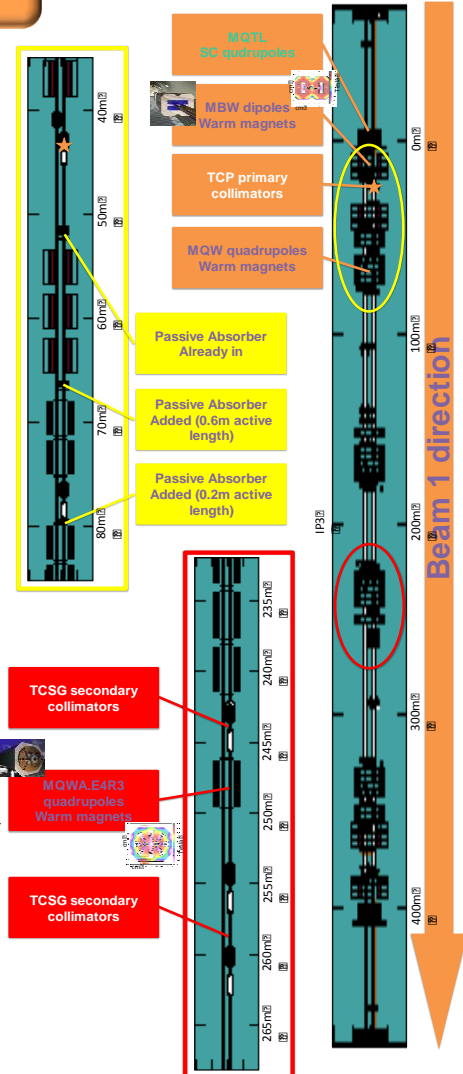 MQTL
SC qudrupoles
MBW dipoles
Warm magnets
TCP primary
collimators
MQW quadrupoles
Warm magnets
Passive Absorber
Already in
Passive Absorber
Added (0.6m active
length)
Passive Absorber
Added (0.2m active
length)
40m
50m
60m
70m
80m
TCSG secondary
collimators
MQWA.E4R3
quadrupoles
Warm magnets
TCSG secondary
collimators
235m
240m
245m
250m
255m
260m
265m
0m
100m
IP3
200m
300m
400m
Beam 1 direction